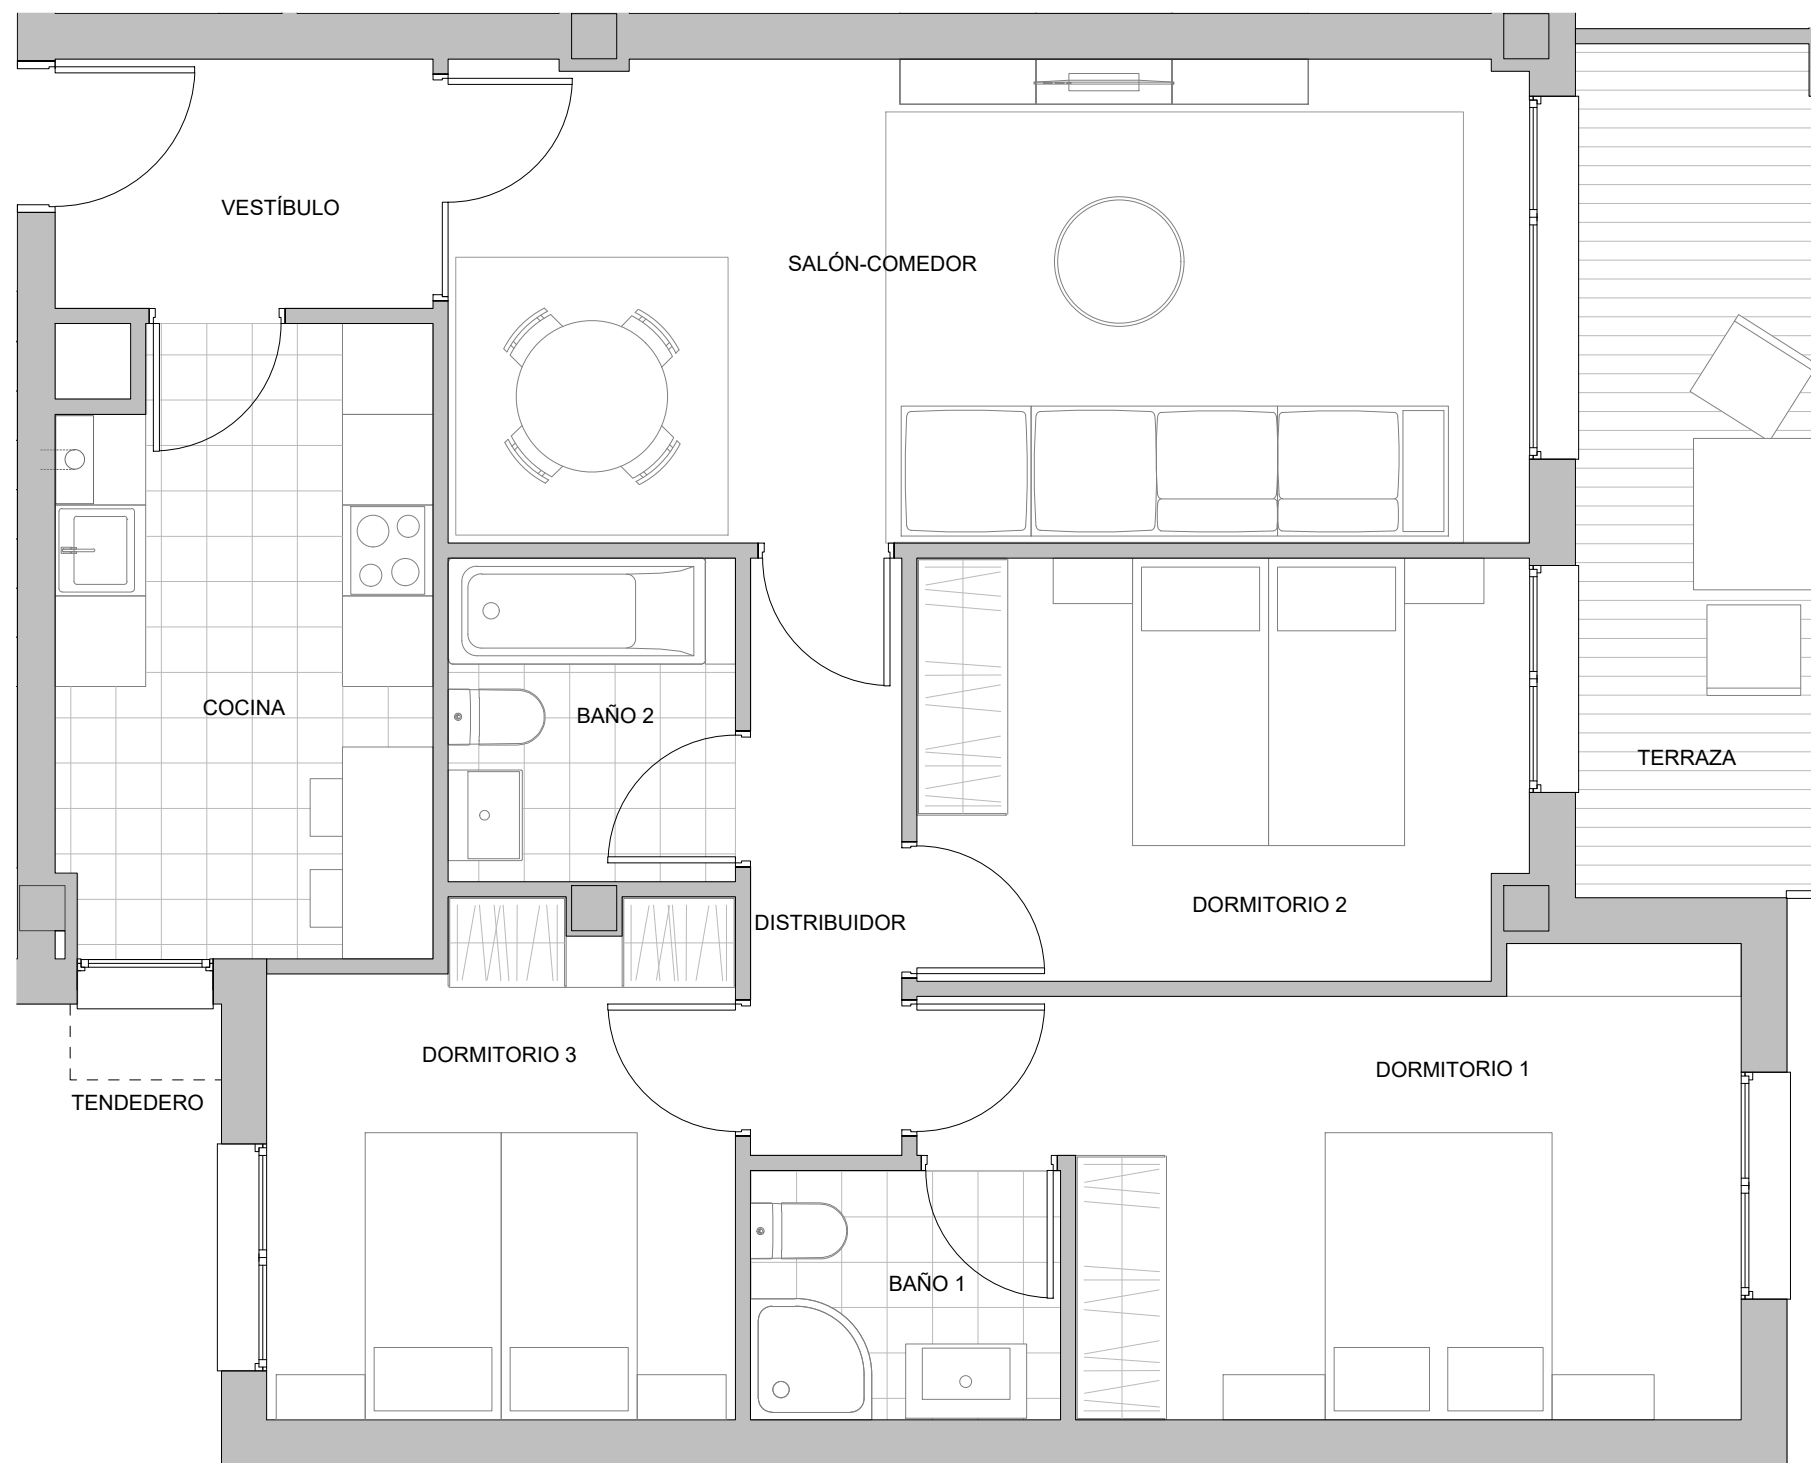 VESTÍBULO
SALÓN-COMEDOR
COCINA
BAÑO 2
TERRAZA
DORMITORIO 2
DISTRIBUIDOR
DORMITORIO 3
DORMITORIO 1
TENDEDERO
BAÑO 1